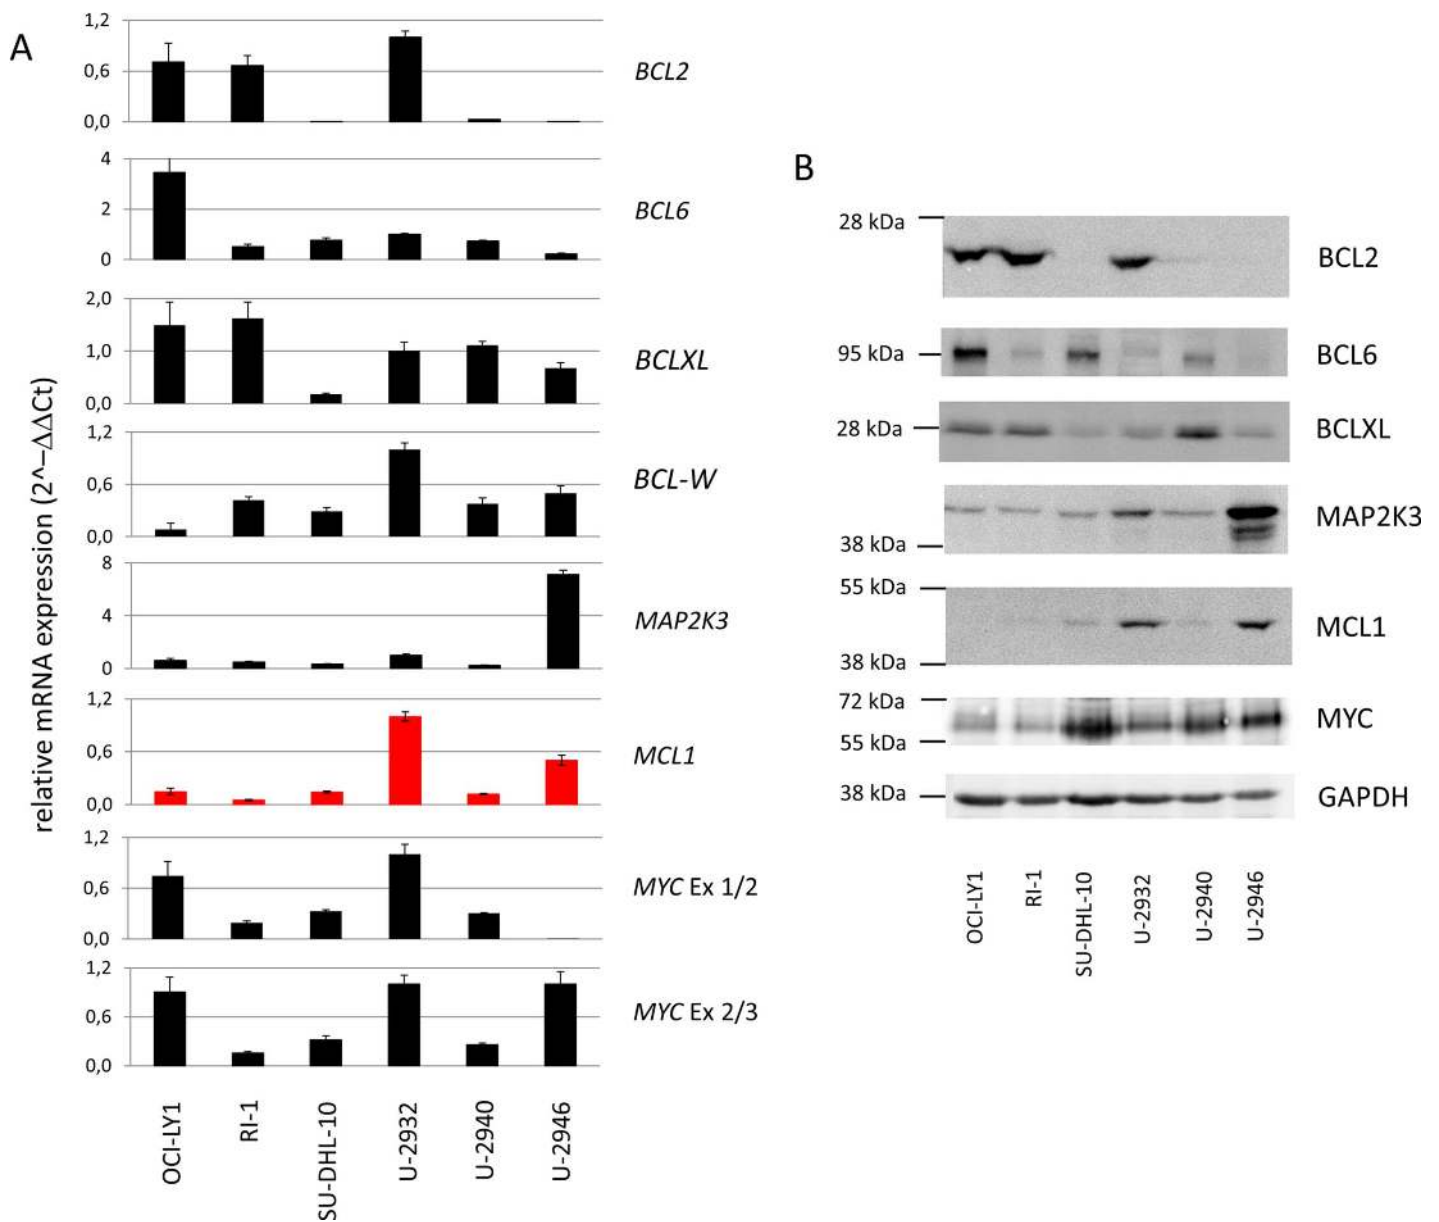 A
relative mRNA expression (2^–ΔΔCt)
1,2
0,6
0,0
BCL2
4
2
0
BCL6
2,0
1,0
0,0
BCLXL
1,2
0,6
0,0
BCL-W
8
4
0
MAP2K3
1,2
0,6
0,0
MCL1
1,2
0,6
0,0
MYC Ex 1/2
1,2
0,6
0,0
MYC Ex 2/3
OCI-LY1
RI-1
SU-DHL-10
U-2932
U-2940
U-2946
B
28 kDa
BCL2
95 kDa
BCL6
28 kDa
BCLXL
MAP2K3
38 kDa
55 kDa
MCL1
38 kDa
72 kDa
MYC
55 kDa
38 kDa
GAPDH
OCI-LY1
RI-1
SU-DHL-10
U-2932
U-2940
U-2946